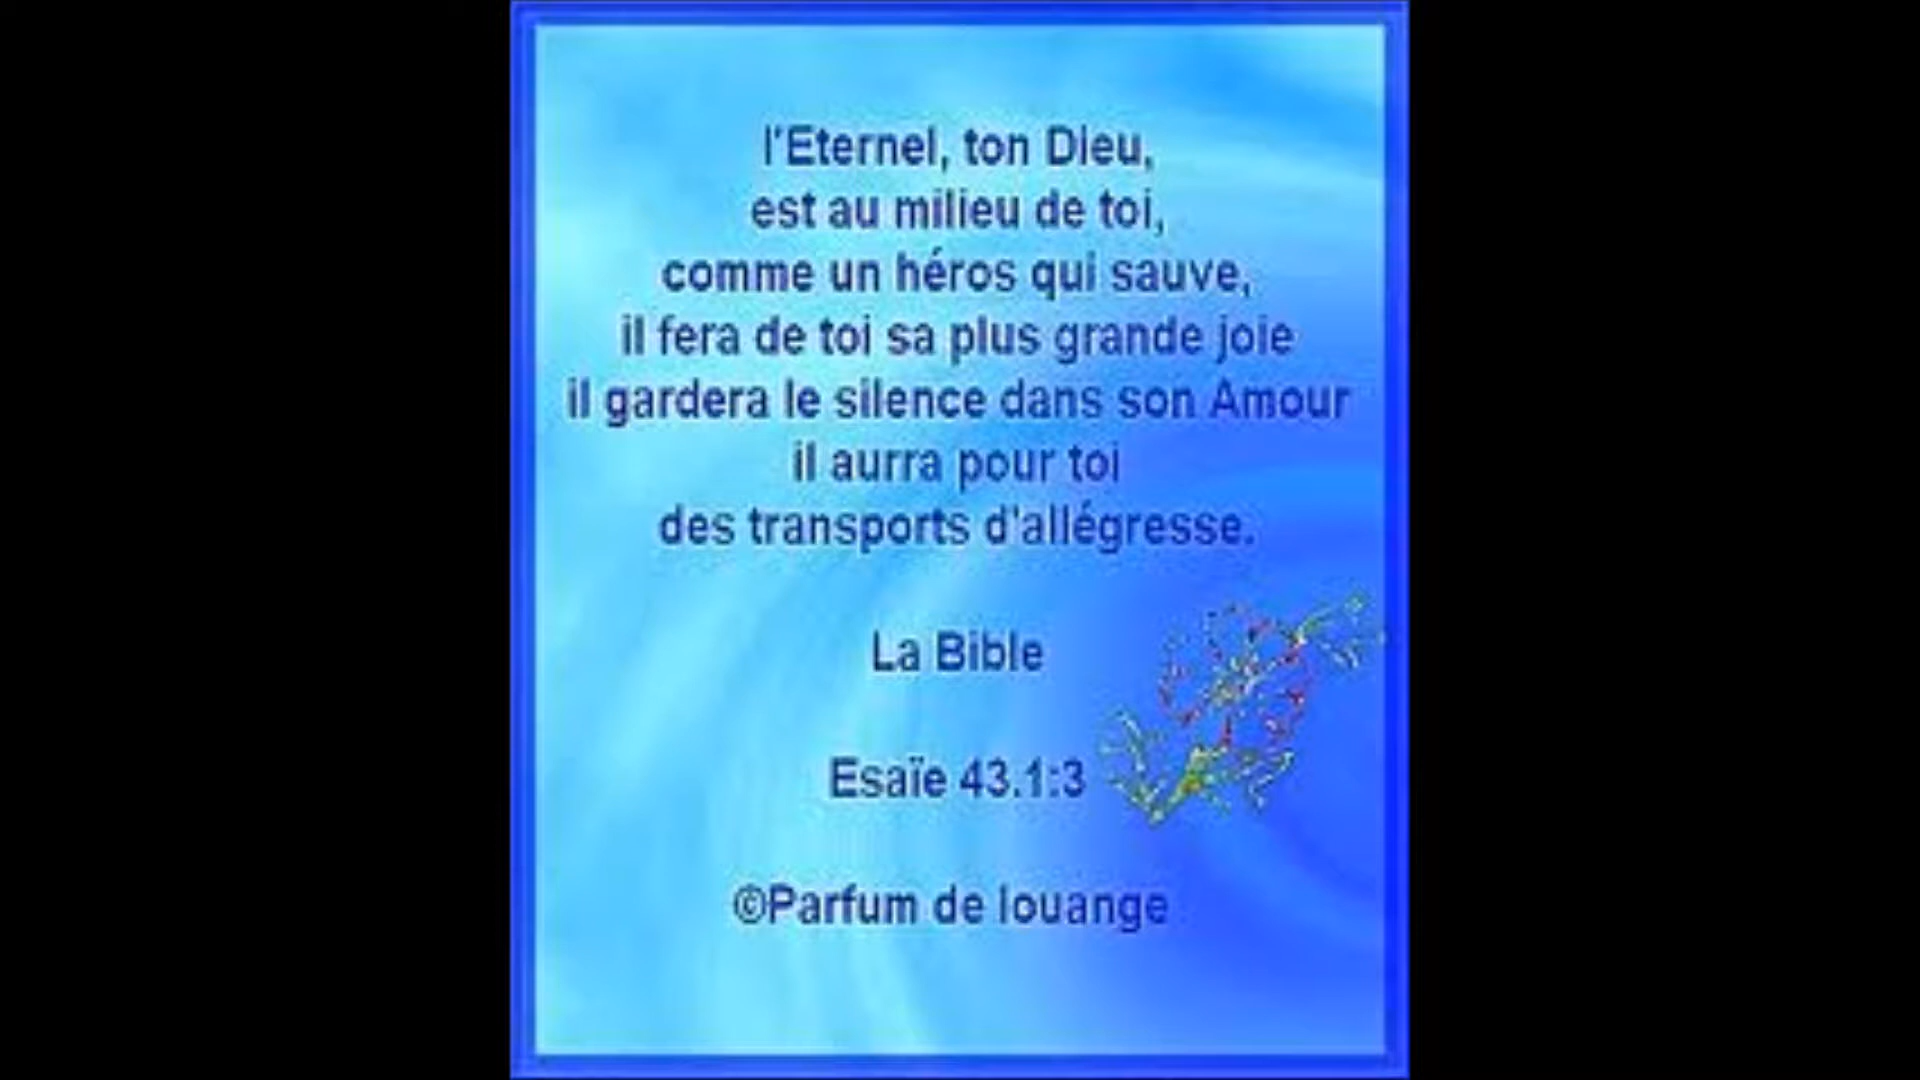 l'Eternel, ton Dieu,
est au milieu de toi,
comme un héros qui sauve,
il fera de toi sa plus grande joie
il gardera le silence dans son Amour
il aurra pour toi
des transports d'allégresse.
La Bible
Esaïe 43.1:3
©Parfum de louange